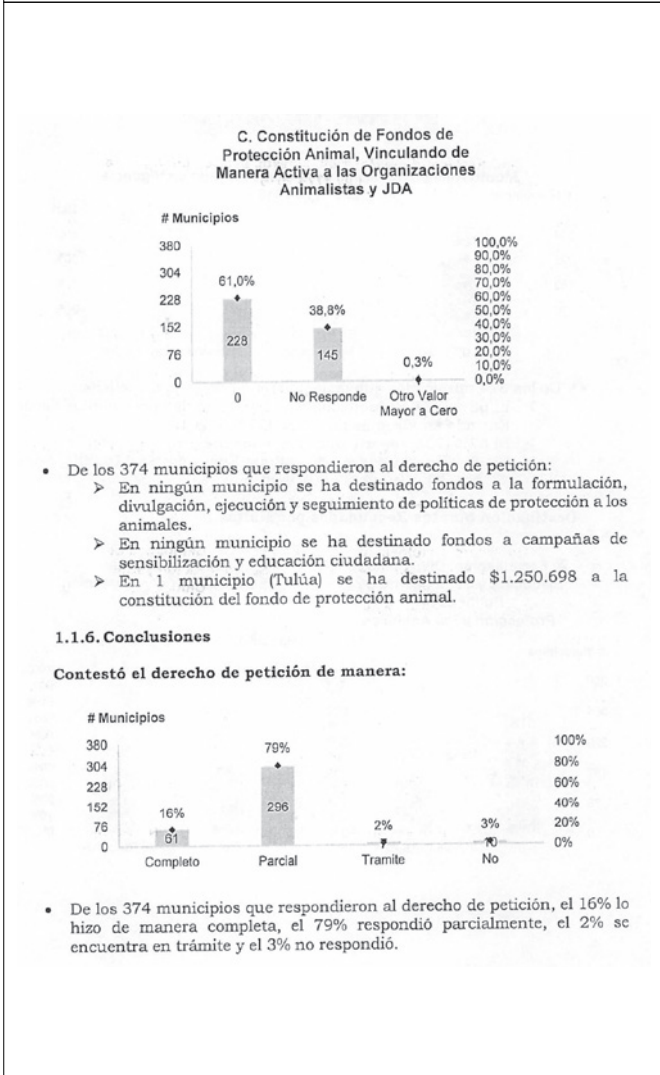 C. Constitución de Fondos de
Protección Animal, Vinculando de
Manera Activa a las Organizaciones
Animalistas y JDA
# Municipios
380
304
228
152
76
0
61,0%
228
38,8%
145
0,3%
100,0%
90,0%
80,0%
70,0%
60,0%
50,0%
40,0%
30,0%
20,0%
10,0%
0,0%
0
No Responde
Otro Valor
Mayor a Cero
• De los 374 municipios que respondieron al derecho de petición:
➢ En ningún municipio se ha destinado fondos a la formulación,
divulgación, ejecución y seguimiento de políticas de protección a los
animales.
➢ En ningún municipio se ha destinado fondos a campañas de
sensibilización y educación ciudadana.
➢ En 1 municipio (Tulúa) se ha destinado $1.250.698 a la
constitución del fondo de protección animal.
1.1.6. Conclusiones
Contestó el derecho de petición de manera:
# Municipios
380
304
228
152
76
0
16%
61
79%
296
2%
7
3%
10
100%
80%
60%
40%
20%
0%
Completo
Parcial
Tramite
No
• De los 374 municipios que respondieron al derecho de petición, el 16% lo
hizo de manera completa, el 79% respondió parcialmente, el 2% se
encuentra en trámite y el 3% no respondió.